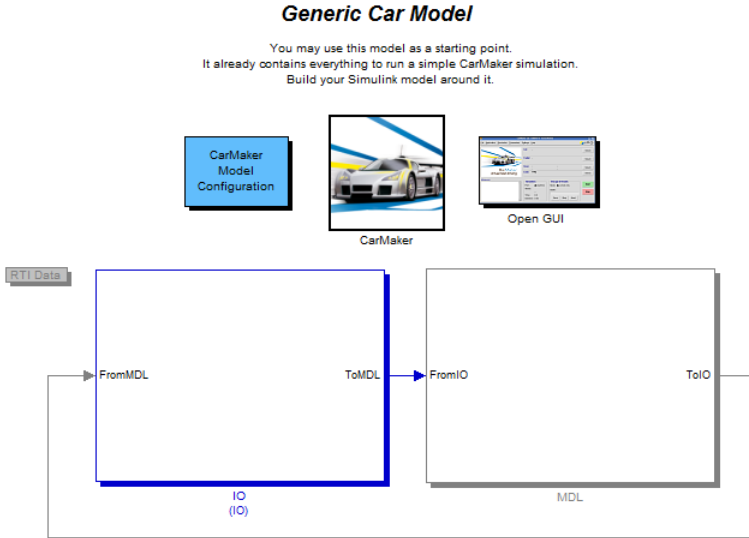 Generic Car Model
You may use this model as a starting point.
It already contains everything to run a simple CarMaker simulation.
Build your Simulink model around it.
CarMaker
Model
Configuration
CarMaker
Open GUI
RTI Data
FromMDL
ToMDL
FromIO
ToIO
IO
(IO)
MDL